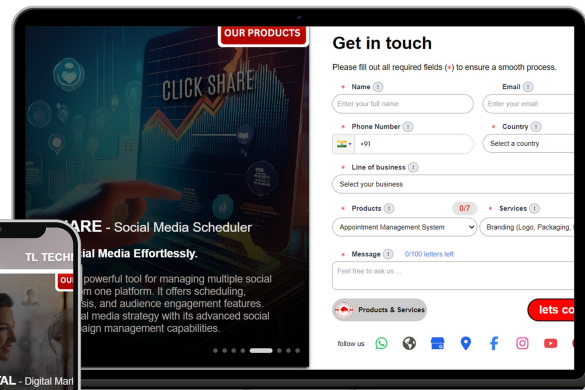 OUR PRODUCTS
CLICK SHARE
ARE - Social Media Scheduler
ial Media Effortlessly.
powerful tool for managing multiple social
m one platform. It offers scheduling,
sis, and audience engagement features.
al media strategy with its advanced social
aign management capabilities.
TL TECH
OU
TAL - Digital Mark
Get in touch
Please fill out all required fields (*) to ensure a smooth process.
* Name
Email
Enter your full name
Enter your email
* Phone Number
* Country
+91
Select a country
* Line of business
Select your business
* Products 0/7
* Services
Appointment Management System
Branding (Logo, Packaging,
* Message 0/100 letters left
Feel free to ask us ...
Products & Services
lets co
follow us